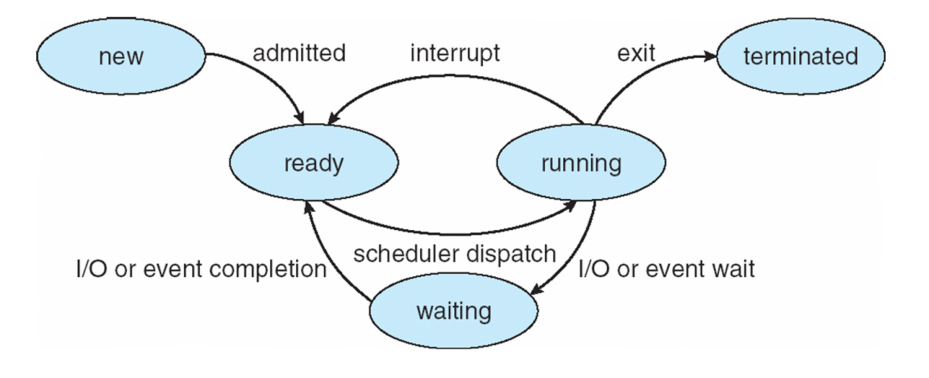 new
admitted
interrupt
exit
terminated
ready
running
scheduler dispatch
I/O or event completion
I/O or event wait
waiting